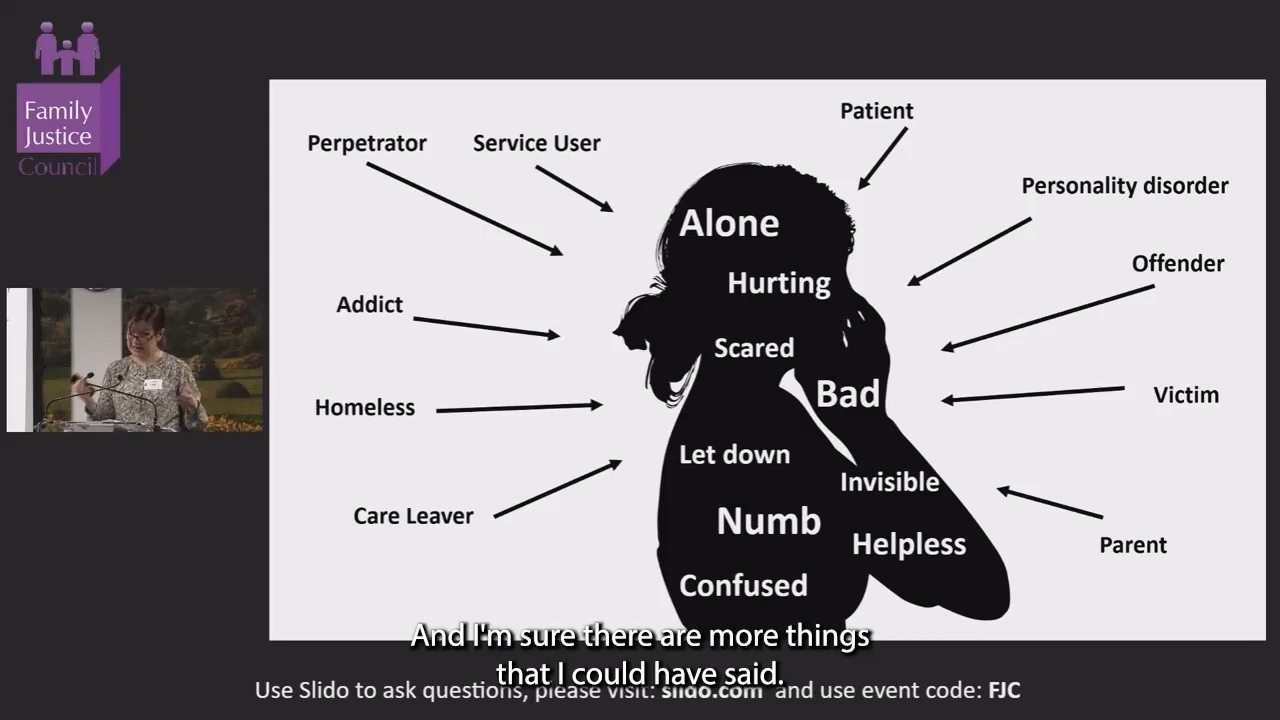 Family
Justice
Council
Perpetrator
Service User
Patient
Personality disorder
Addict
Offender
Homeless
Victim
Care Leaver
Parent
Alone
Hurting
Scared
Bad
Let down
Invisible
Numb
Helpless
Confused
And I'm sure there are more things
that I could have said.
Use Slido to ask questions, please visit: slido.com and use event code: FJC